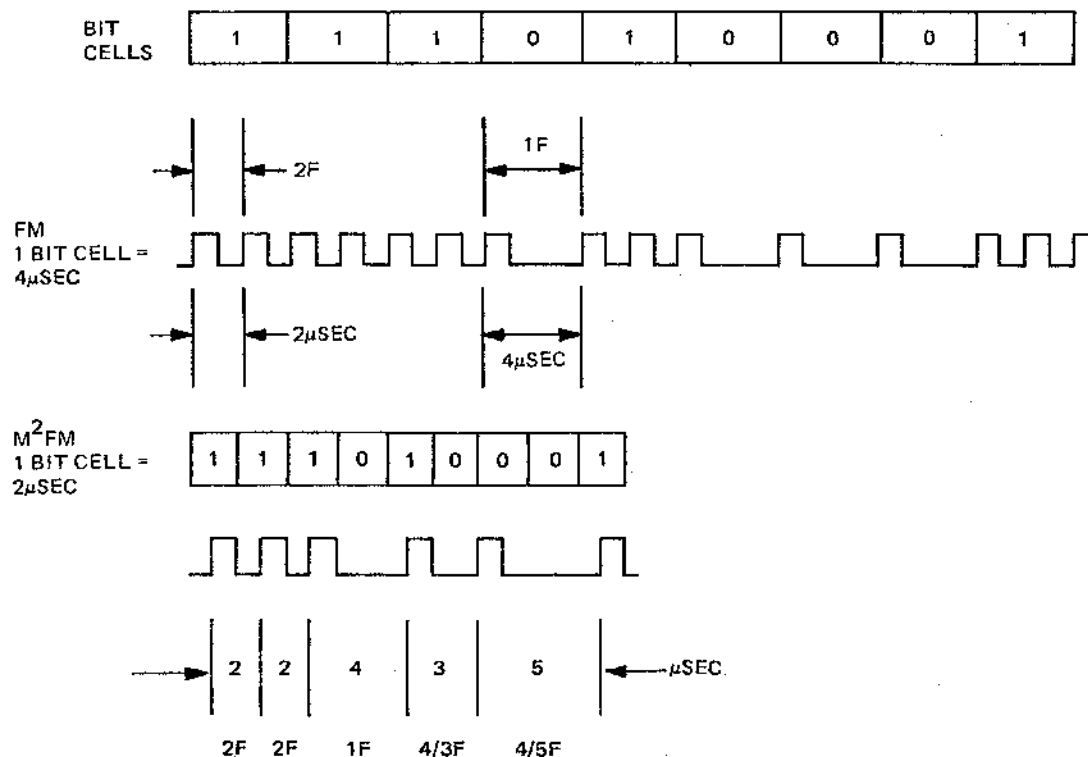 BIT
CELLS
1 1 1 0 1 0 0 0 1
2F
1F
FM
1 BIT CELL =
4μSEC
2μSEC
4μSEC
M²FM
1 BIT CELL =
2μSEC
1 1 1 0 1 0 0 0 1
2 2 4 3 5 μSEC
2F 2F 1F 4/3F 4/5F